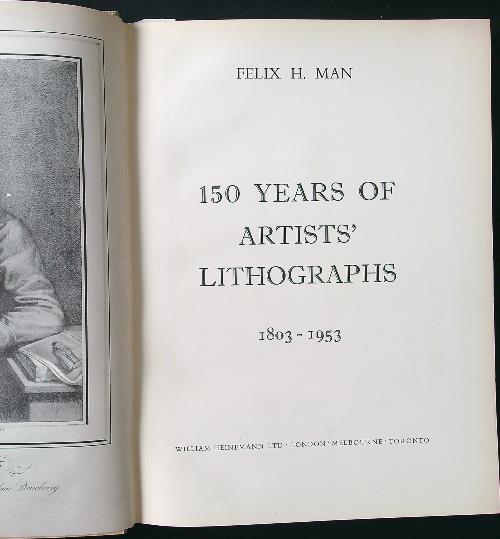 FELIX H. MAN
150 YEARS OF
ARTISTS'
LITHOGRAPHS
1803 - 1953
WILLIAM HEINEMANN LTD · LONDON · MELBOURNE · TORONTO